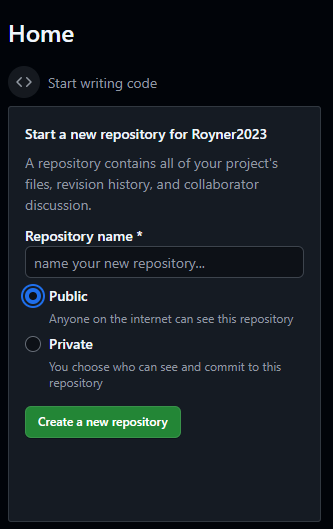 Home
Start writing code
Start a new repository for Royner2023
A repository contains all of your project's
files, revision history, and collaborator
discussion.
Repository name *
name your new repository...
Public
Anyone on the internet can see this repository
Private
You choose who can see and commit to this
repository
Create a new repository